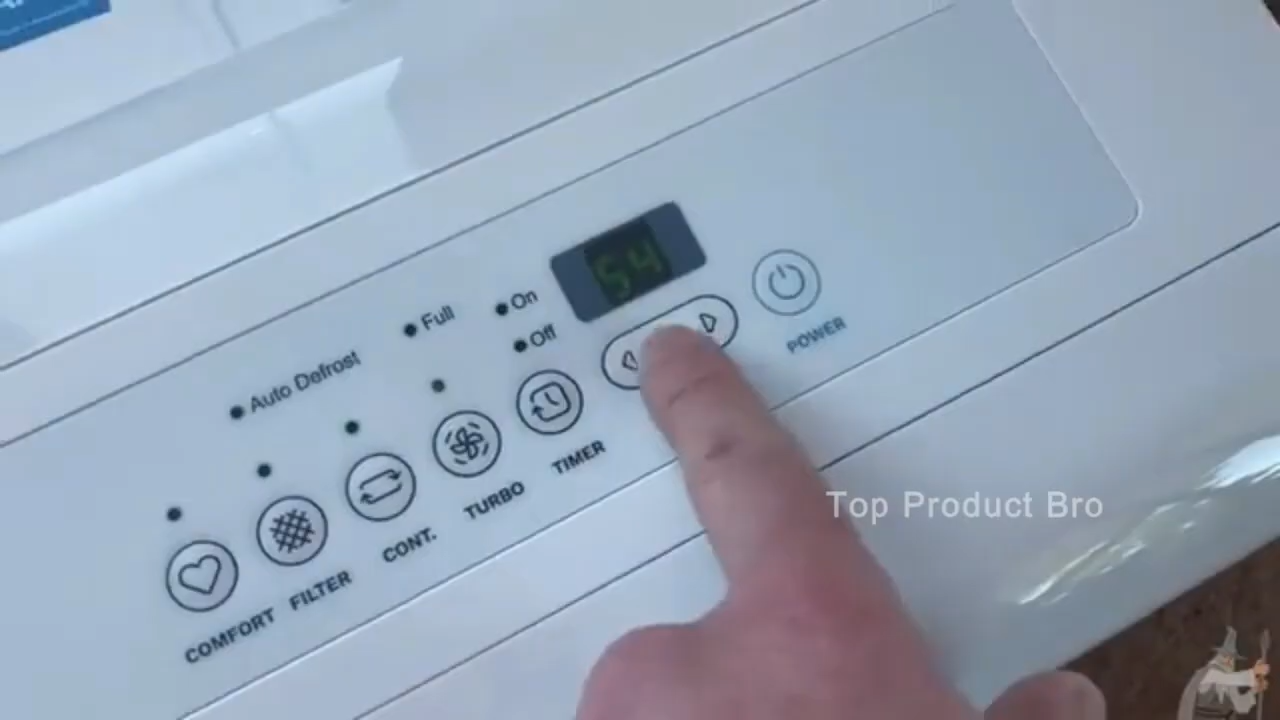 54
On
Full
Off
Auto Defrost
POWER
TIMER
TURBO
CONT.
FILTER
COMFORT
Top Product Bro